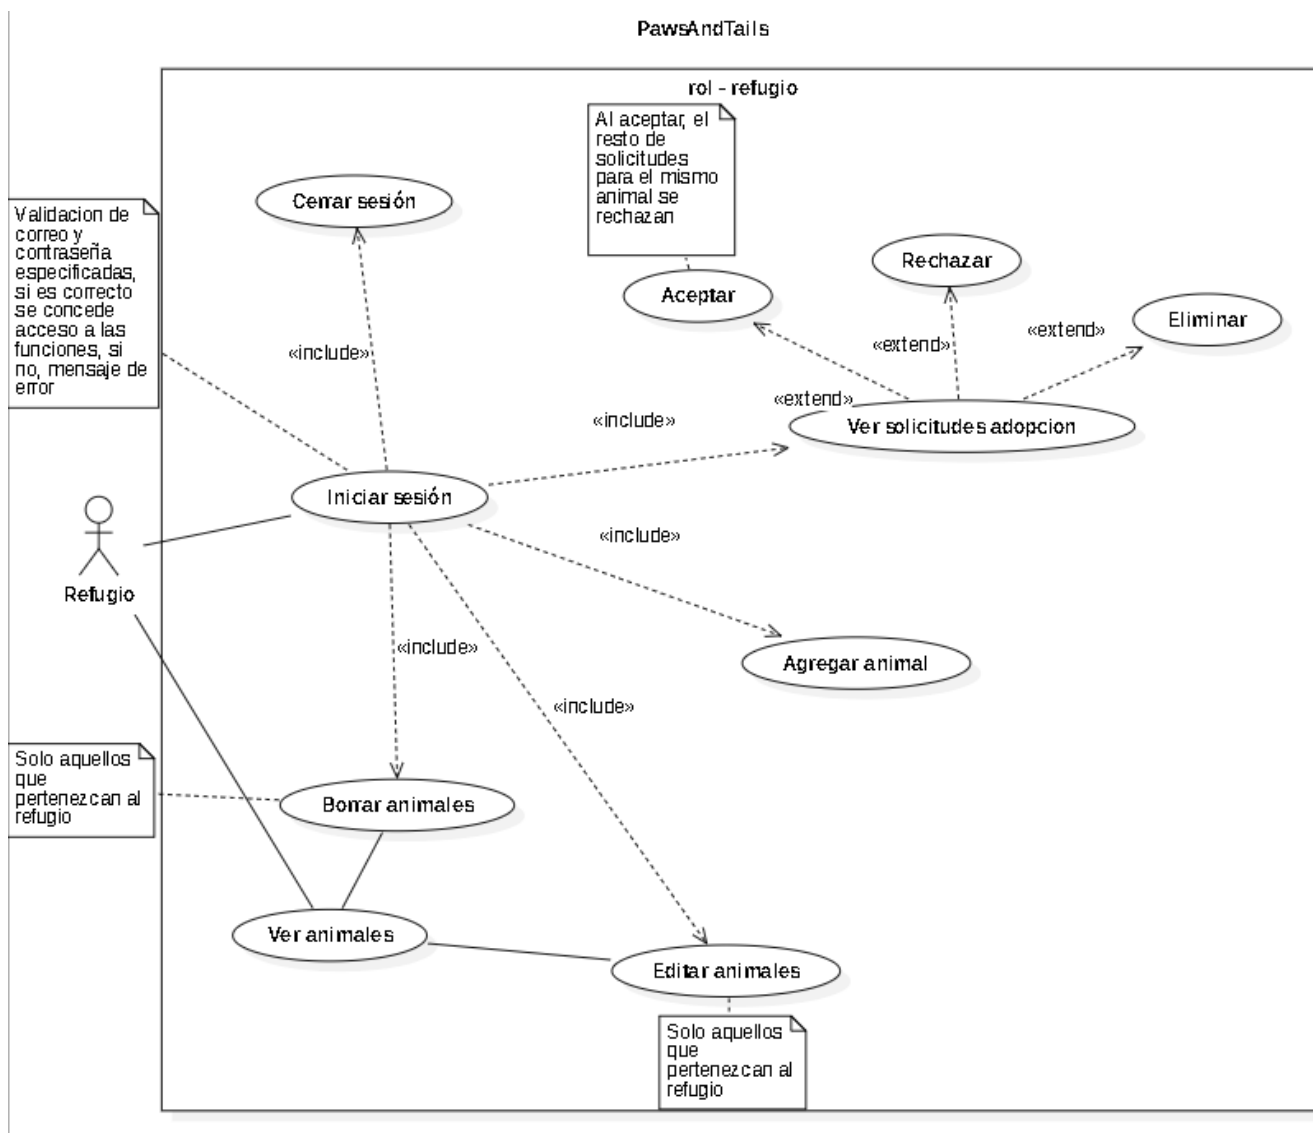 PawsAndTails
rol - refugio
Al aceptar, el
resto de
solicitudes
para el mismo
animal se
rechazan
Cerrar sesión
Validacion de
correo y
contraseña
especificadas,
si es correcto
se concede
acceso a las
funciones, si
no, mensaje de
error
Rechazar
Aceptar
Eliminar
«include»
«extend»
«extend»
«extend»
«include»
Ver solicitudes adopcion
Iniciar sesión
«include»
Refugio
«include»
Agregar animal
«include»
Solo aquellos
que
pertenezcan al
refugio
Borrar animales
Ver animales
Editar animales
Solo aquellos
que
pertenezcan al
refugio